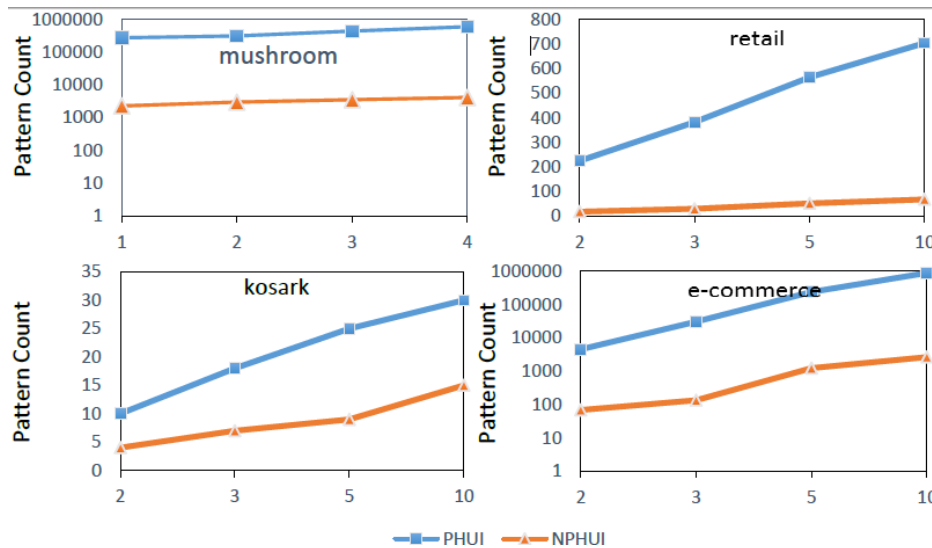 mushroom
Pattern Count
1000000
100000
10000
1000
100
10
1
1 2 3 4
retail
Pattern Count
800
700
600
500
400
300
200
100
0
2 3 5 10
kosark
Pattern Count
35
30
25
20
15
10
5
0
2 3 5 10
e-commerce
Pattern Count
1000000
100000
10000
1000
100
10
1
2 3 5 10
PHUI NPHUI